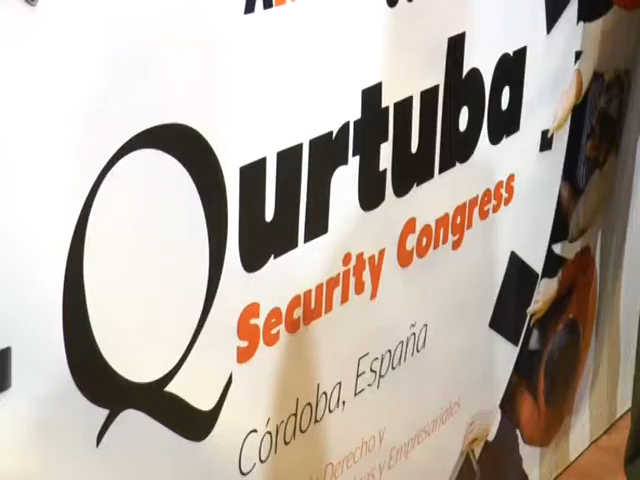 Qurtuba
Security Congress
Córdoba, España
Derecho y
y Empresariales